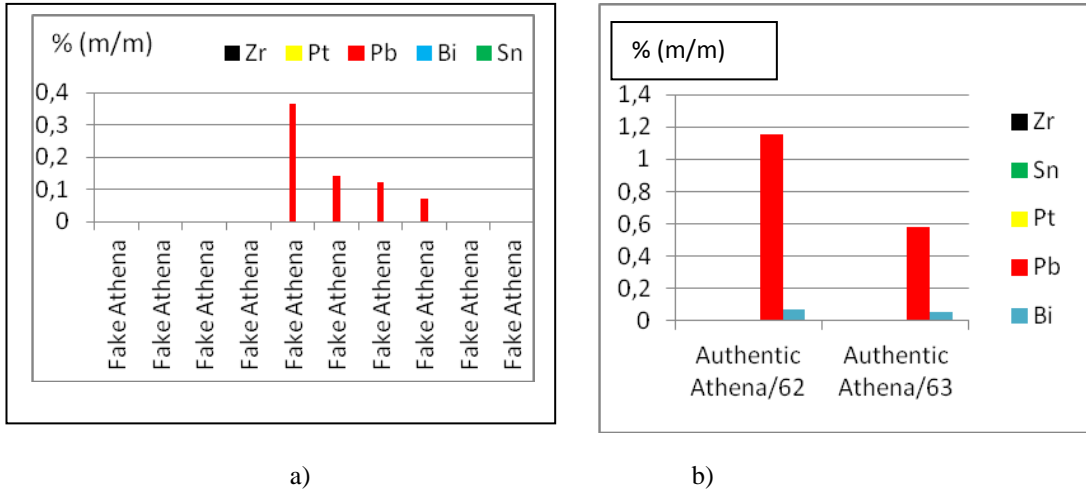 % (m/m)
Zr Pt Pb Bi Sn
0,4
0,3
0,2
0,1
0
Fake Athena
Fake Athena
Fake Athena
Fake Athena
Fake Athena
Fake Athena
Fake Athena
Fake Athena
Fake Athena
Fake Athena
a)
% (m/m)
1,4
1,2
1
0,8
0,6
0,4
0,2
0
Authentic
Athena/62
Authentic
Athena/63
Zr
Sn
Pt
Pb
Bi
b)